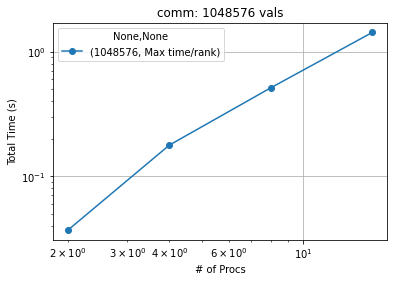 comm: 1048576 vals
None,None
(1048576, Max time/rank)
Total Time (s)
10⁰
10⁻¹
2 × 10⁰
3 × 10⁰
4 × 10⁰
6 × 10⁰
10¹
# of Procs